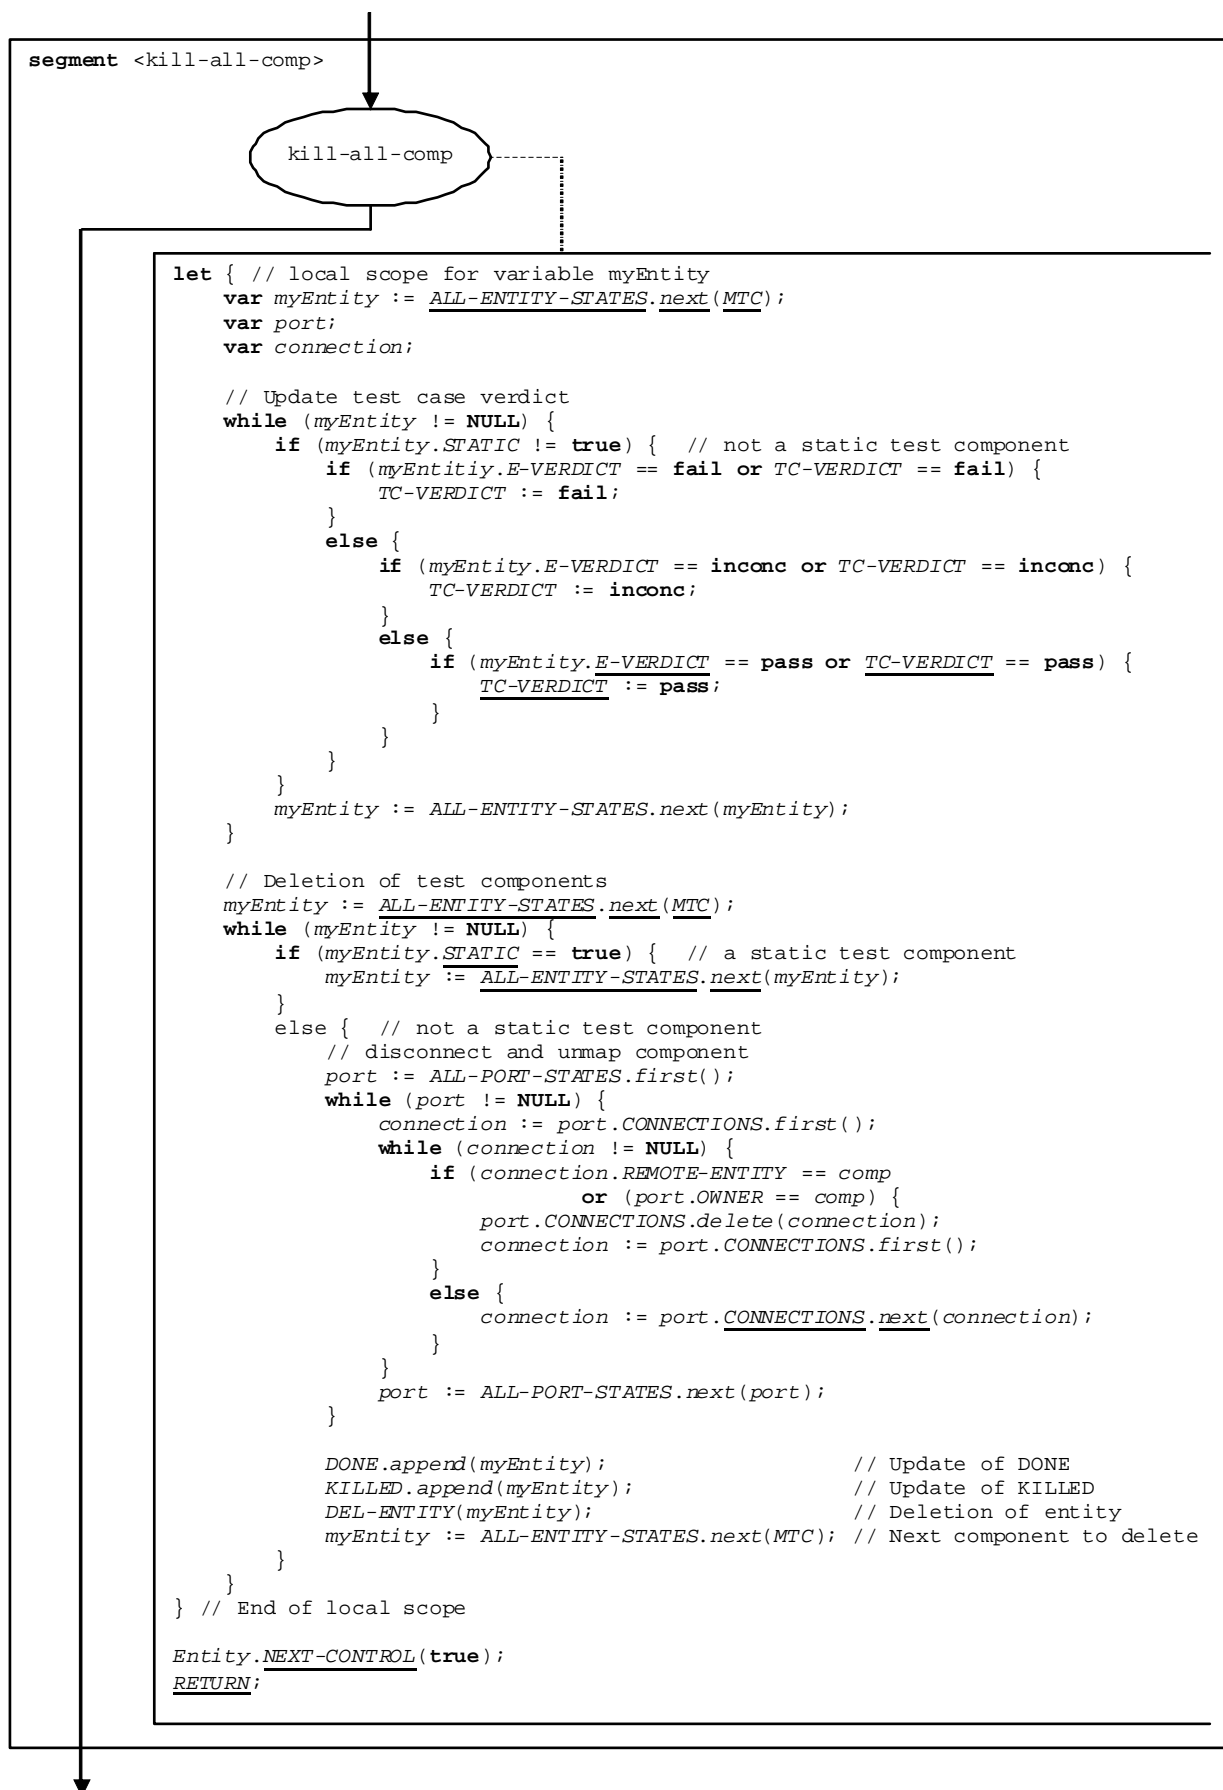 segment <kill-all-comp>
kill-all-comp
let { // local scope for variable myEntity
var myEntity := ALL-ENTITY-STATES.next(MTC);
var port;
var connection;
// Update test case verdict
while (myEntity != NULL) {
if (myEntity.STATIC != true) { // not a static test component
if (myEntitiy.E-VERDICT == fail or TC-VERDICT == fail) {
TC-VERDICT := fail;
}
else {
if (myEntity.E-VERDICT == inconc or TC-VERDICT == inconc) {
TC-VERDICT := inconc;
}
else {
if (myEntity.E-VERDICT == pass or TC-VERDICT == pass) {
TC-VERDICT := pass;
}
}
}
}
myEntity := ALL-ENTITY-STATES.next(myEntity);
}
// Deletion of test components
myEntity := ALL-ENTITY-STATES.next(MTC);
while (myEntity != NULL) {
if (myEntity.STATIC == true) { // a static test component
myEntity := ALL-ENTITY-STATES.next(myEntity);
}
else { // not a static test component
// disconnect and unmap component
port := ALL-PORT-STATES.first();
while (port != NULL) {
connection := port.CONNECTIONS.first();
while (connection != NULL) {
if (connection.REMOTE-ENTITY == comp
or (port.OWNER == comp) {
port.CONNECTIONS.delete(connection);
connection := port.CONNECTIONS.first();
}
else {
connection := port.CONNECTIONS.next(connection);
}
}
port := ALL-PORT-STATES.next(port);
}
DONE.append(myEntity); // Update of DONE
KILLED.append(myEntity); // Update of KILLED
DEL-ENTITY(myEntity); // Deletion of entity
myEntity := ALL-ENTITY-STATES.next(MTC); // Next component to delete
}
}
} // End of local scope
Entity.NEXT-CONTROL(true);
RETURN;